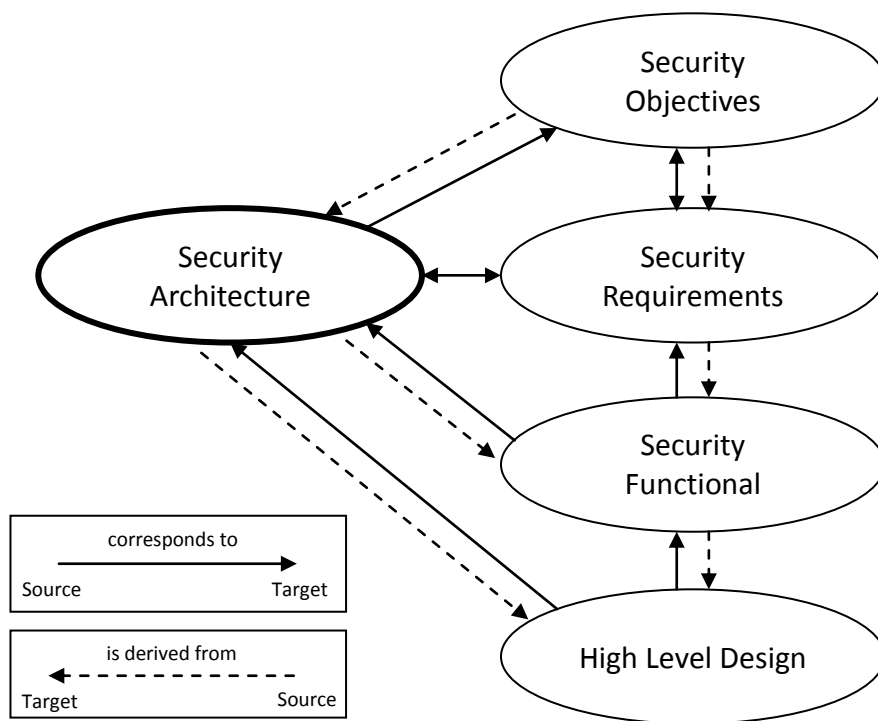 Security
Objectives
Security
Architecture
Security
Requirements
Security
Functional
High Level Design
corresponds to
Source
Target
is derived from
Target
Source